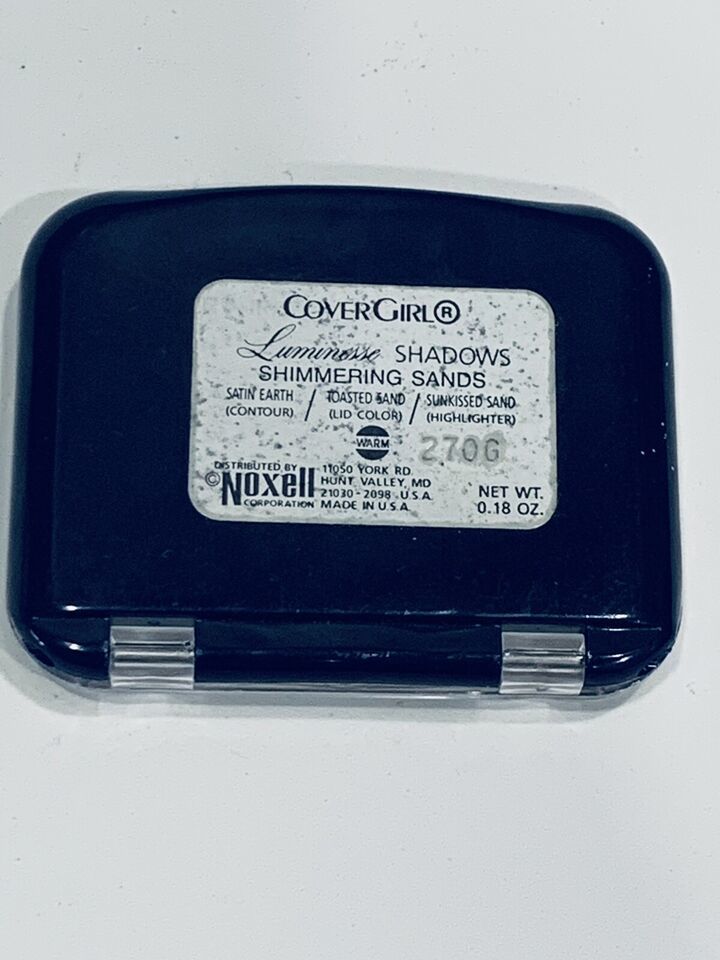 COVERGIRL®
Luminesse SHADOWS
SHIMMERING SANDS
SATIN EARTH / TOASTED SAND / SUNKISSED SAND
(CONTOUR) (LID COLOR) (HIGHLIGHTER)
WARM 270G
DISTRIBUTED BY 11050 YORK RD.
© Noxell HUNT VALLEY, MD
21030-2098 U.S.A. NET WT.
CORPORATION MADE IN U.S.A. 0.18 OZ.